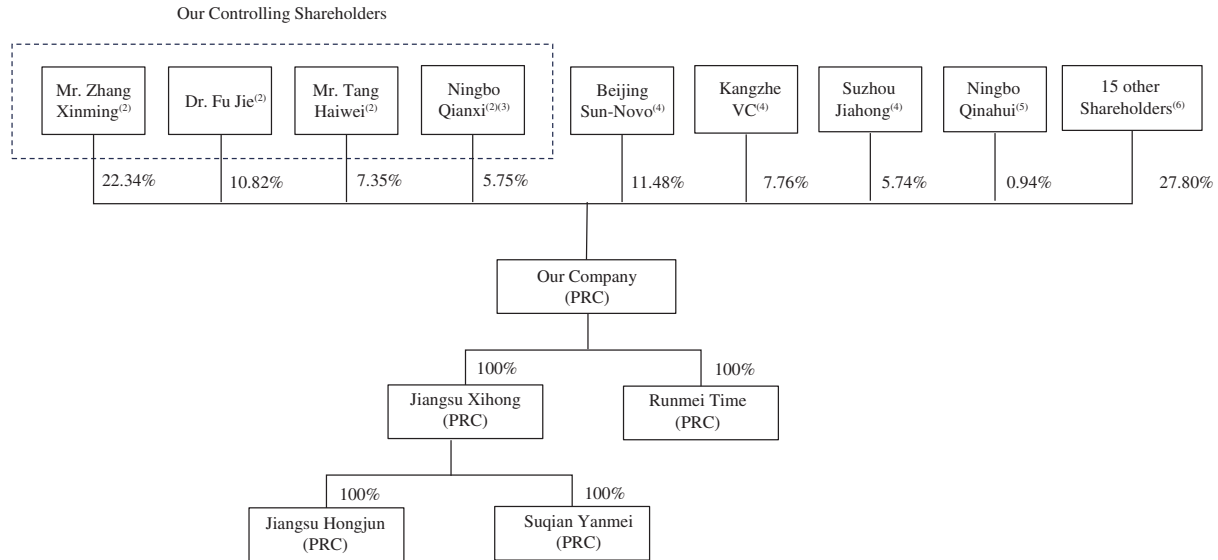 Our Controlling Shareholders
Mr. Zhang
Xinming(2)
Dr. Fu Jie(2)
Mr. Tang
Haiwei(2)
Ningbo
Qianxi(2)(3)
Beijing
Sun-Novo(4)
Kangzhe
VC(4)
Suzhou
Jiahong(4)
Ningbo
Qinahui(5)
15 other
Shareholders(6)
22.34%
10.82%
7.35%
5.75%
11.48%
7.76%
5.74%
0.94%
27.80%
Our Company
(PRC)
100%
100%
Jiangsu Xihong
(PRC)
Runmei Time
(PRC)
100%
100%
Jiangsu Hongjun
(PRC)
Suqian Yanmei
(PRC)